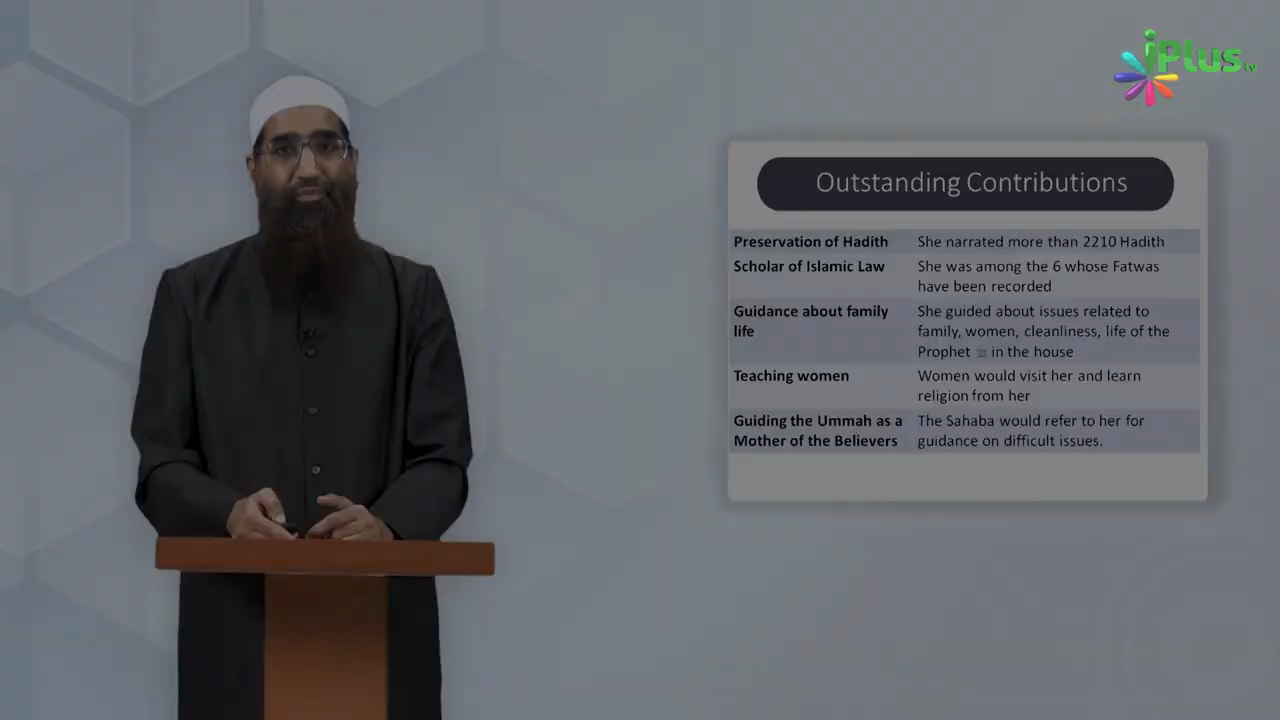 iPlus tv
Outstanding Contributions
Preservation of Hadith She narrated more than 2210 Hadith
Scholar of Islamic Law She was among the 6 whose Fatwas
have been recorded
Guidance about family She guided about issues related to
life family, women, cleanliness, life of the
Prophet ﷺ in the house
Teaching women Women would visit her and learn
religion from her
Guiding the Ummah as a The Sahaba would refer to her for
Mother of the Believers guidance on difficult issues.